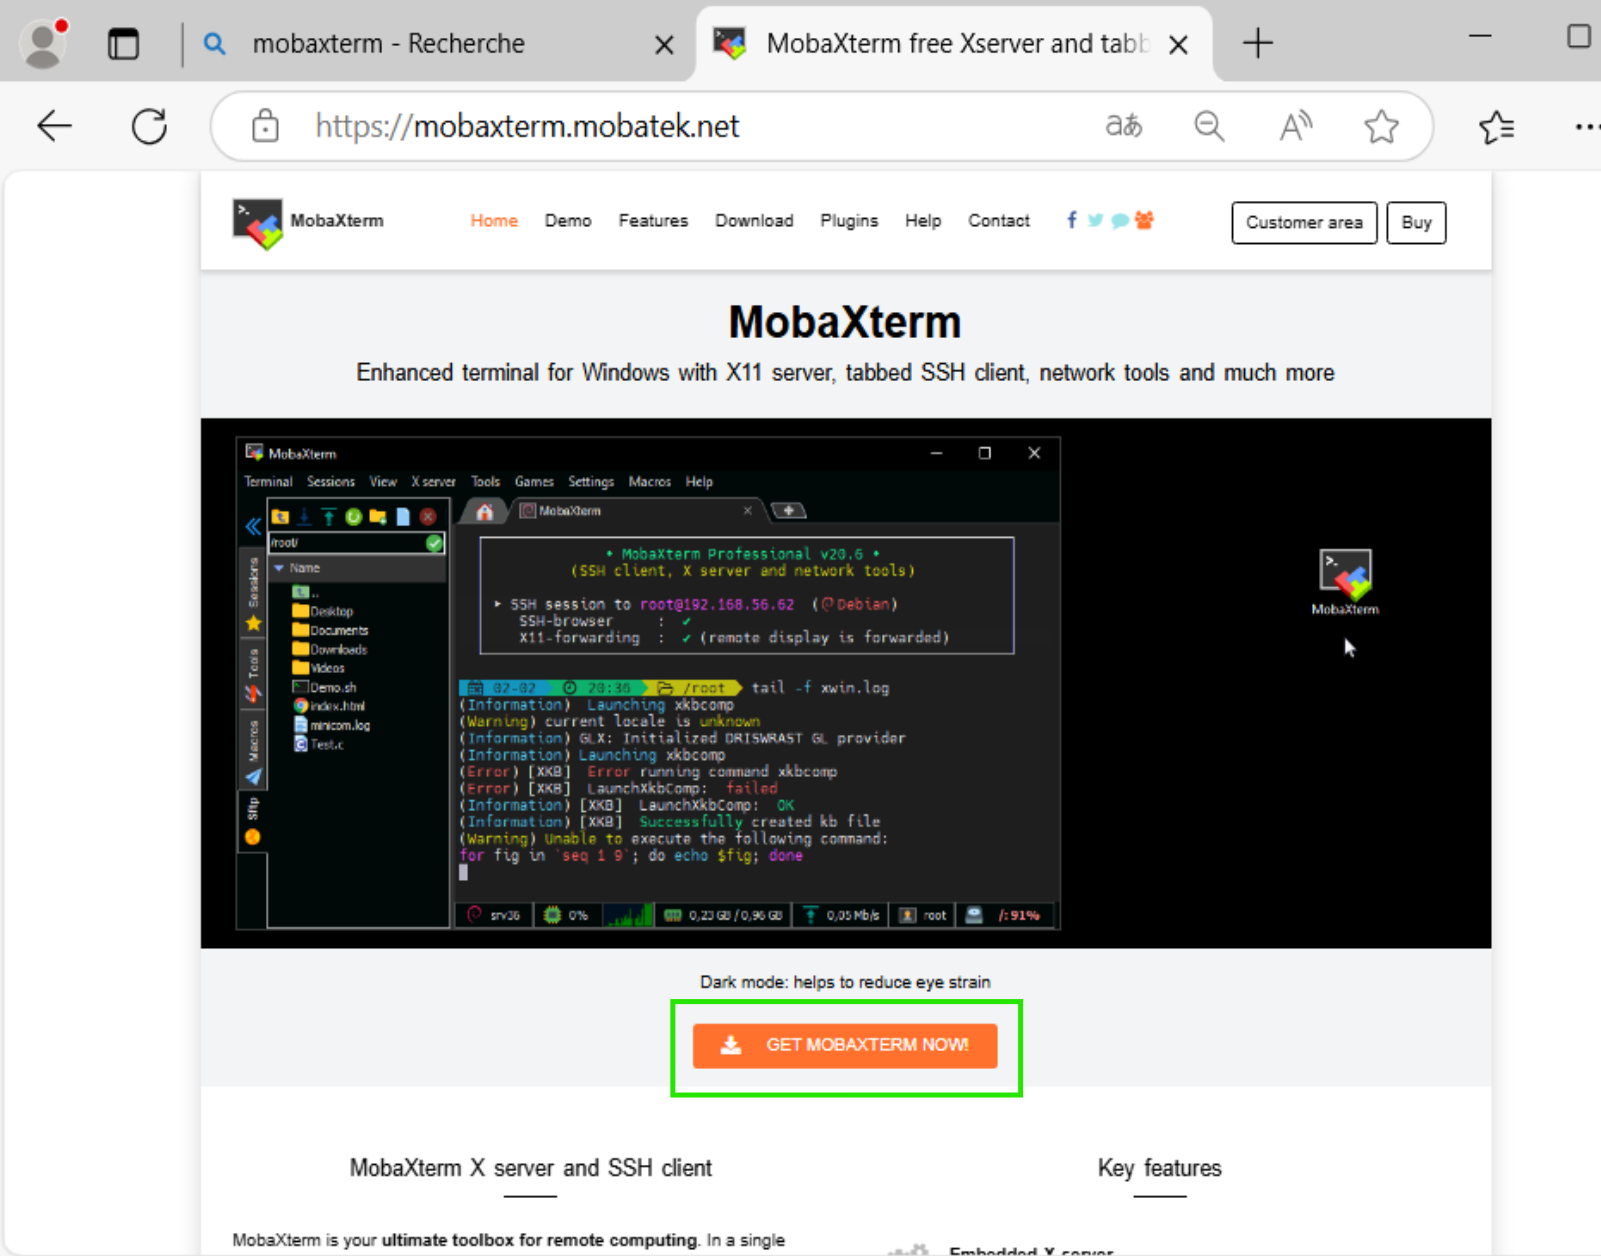 mobaxterm - Recherche
MobaXterm free Xserver and tabb
https://mobaxterm.mobatek.net
MobaXterm
Home Demo Features Download Plugins Help Contact
Customer area Buy
MobaXterm
Enhanced terminal for Windows with X11 server, tabbed SSH client, network tools and much more
MobaXterm
Terminal Sessions View X server Tools Games Settings Macros Help
MobaXterm
/root/
Name
..
Desktop
Documents
Downloads
Videos
Demo.sh
index.html
minicom.log
Test.c
Sessions
Tools
Macros
Sftp
• MobaXterm Professional v20.6 •
(SSH client, X server and network tools)
▸ SSH session to root@192.168.56.62 (Debian)
SSH-browser : ✔
X11-forwarding : ✔ (remote display is forwarded)
02-02 20:36 /root tail -f xwin.log
(Information) Launching xkbcomp
(Warning) current locale is unknown
(Information) GLX: Initialized DRISWRAST GL provider
(Information) Launching xkbcomp
(Error) [XKB] Error running command xkbcomp
(Error) [XKB] LaunchXkbComp: failed
(Information) [XKB] LaunchXkbComp: OK
(Information) [XKB] Successfully created kb file
(Warning) Unable to execute the following command:
for fig in `seq 1 9`; do echo $fig; done
srv36 0% 0,23 GB / 0,96 GB 0,05 Mb/s root /: 91%
MobaXterm
Dark mode: helps to reduce eye strain
GET MOBAXTERM NOW!
MobaXterm X server and SSH client
Key features
MobaXterm is your ultimate toolbox for remote computing. In a single
Embedded X server